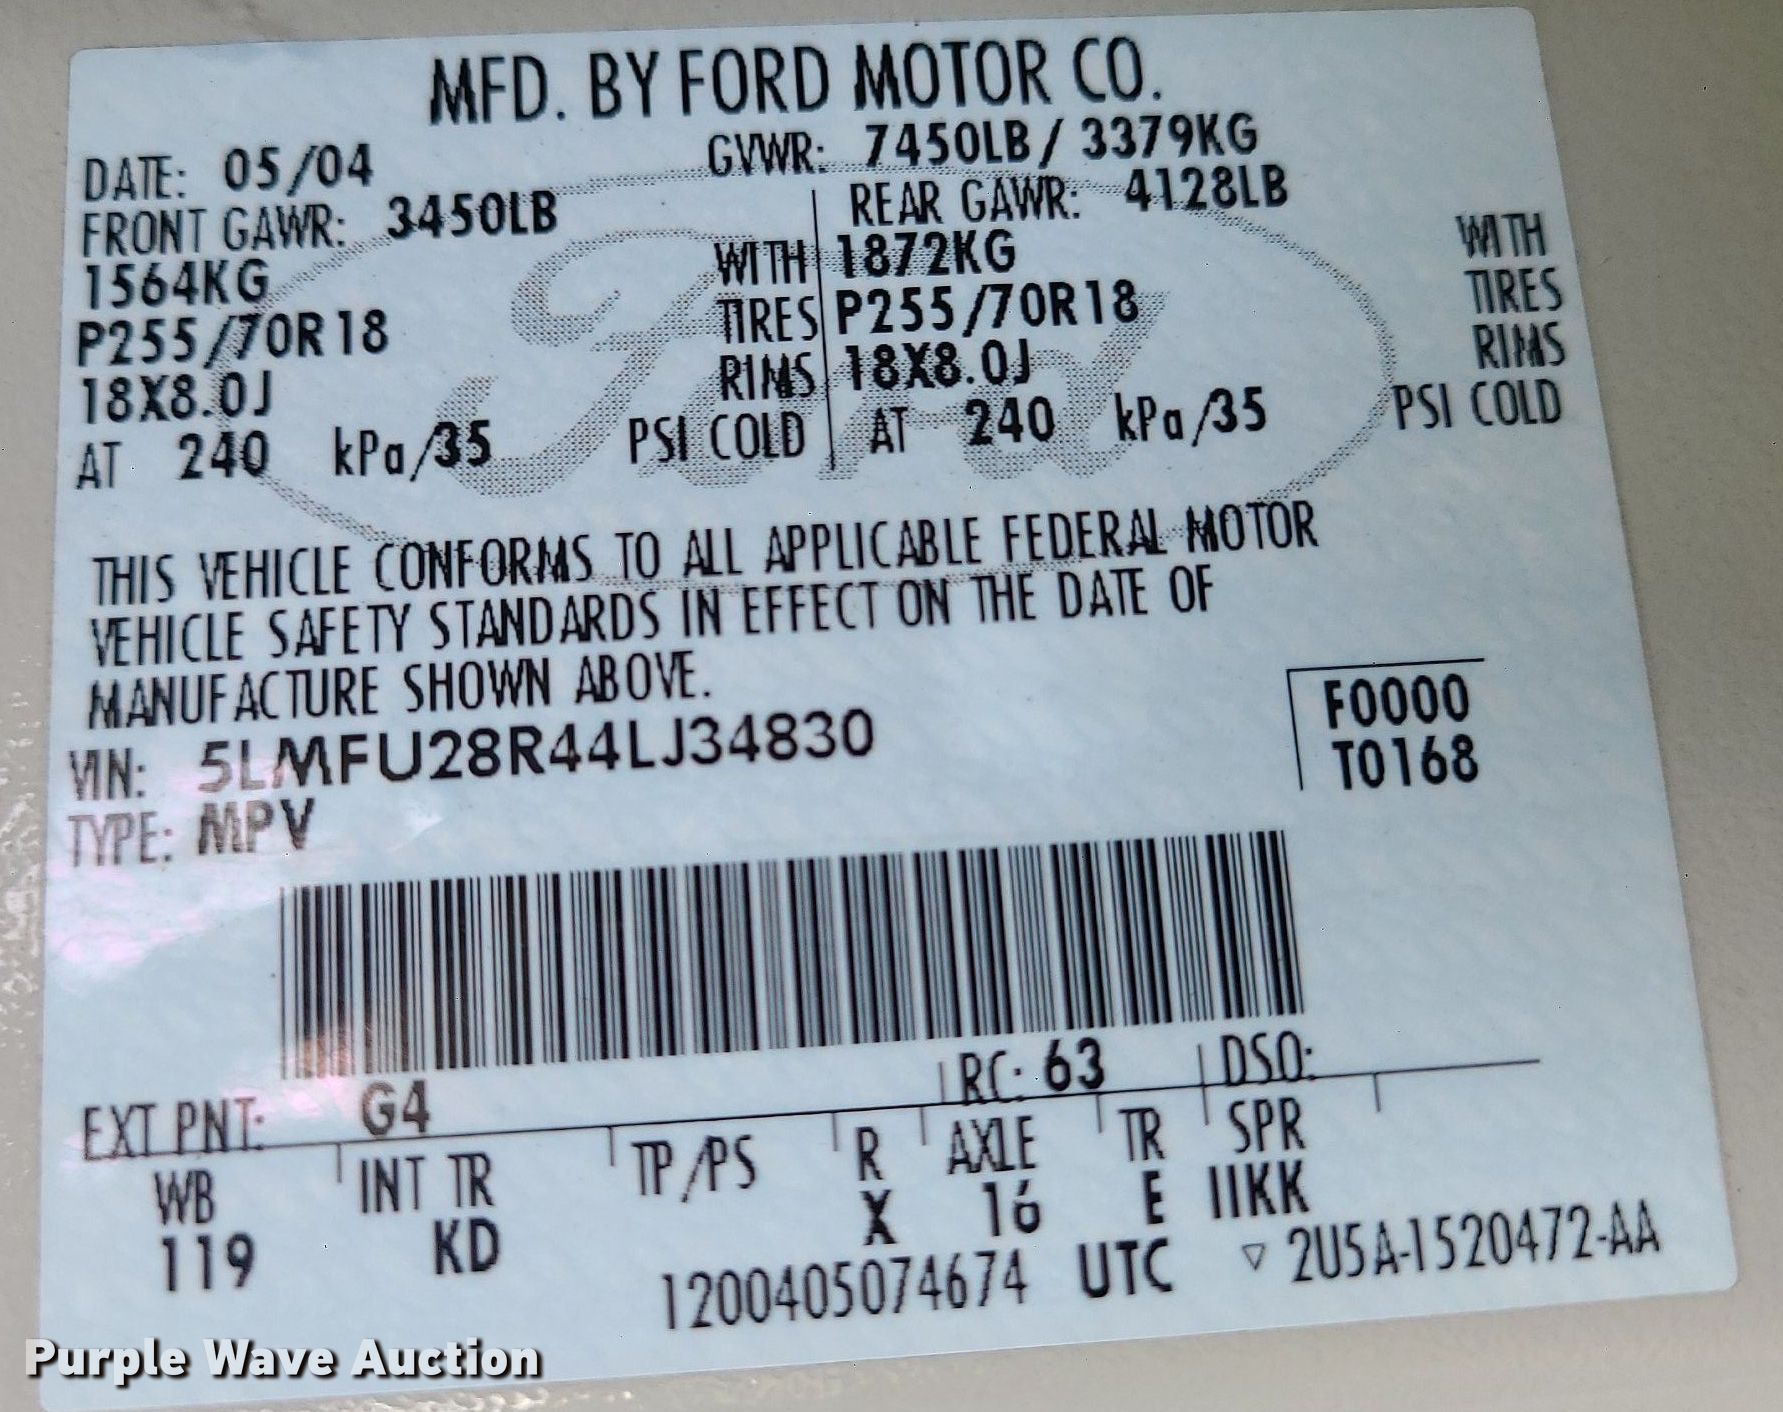 MFD. BY FORD MOTOR CO.
DATE: 05/04 GVWR: 7450LB / 3379KG
FRONT GAWR: 3450LB REAR GAWR: 4128LB
1564KG WITH 1872KG WITH
P255/70R18 TIRES P255/70R18 TIRES
18X8.0J RIMS 18X8.0J RIMS
AT 240 kPa/35 PSI COLD AT 240 kPa/35 PSI COLD
Ford
THIS VEHICLE CONFORMS TO ALL APPLICABLE FEDERAL MOTOR
VEHICLE SAFETY STANDARDS IN EFFECT ON THE DATE OF
MANUFACTURE SHOWN ABOVE.
F0000
VIN: 5LMFU28R44LJ34830
T0168
TYPE: MPV
EXT PNT: G4 RC: 63 DSO:
WB INT TR TP/PS R AXLE TR SPR
119 KD X 16 E IIKK
1200405074674 UTC ▽ 2U5A-1520472-AA
Purple Wave Auction